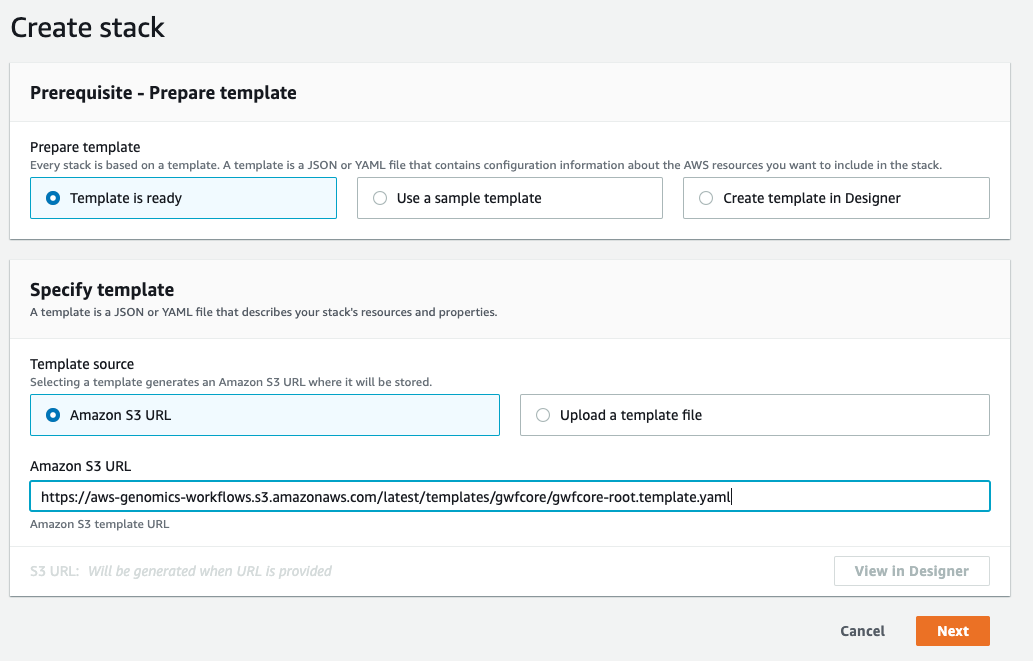 Create stack
Prerequisite - Prepare template
Prepare template
Every stack is based on a template. A template is a JSON or YAML file that contains configuration information about the AWS resources you want to include in the stack.
Template is ready
Use a sample template
Create template in Designer
Specify template
A template is a JSON or YAML file that describes your stack's resources and properties.
Template source
Selecting a template generates an Amazon S3 URL where it will be stored.
Amazon S3 URL
Upload a template file
Amazon S3 URL
https://aws-genomics-workflows.s3.amazonaws.com/latest/templates/gwfcore/gwfcore-root.template.yaml
Amazon S3 template URL
S3 URL: Will be generated when URL is provided
View in Designer
Cancel
Next